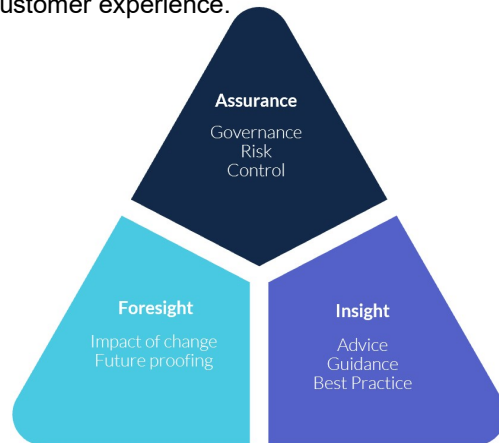 ustomer experience.
Assurance
Governance
Risk
Control
Foresight
Impact of change
Future proofing
Insight
Advice
Guidance
Best Practice